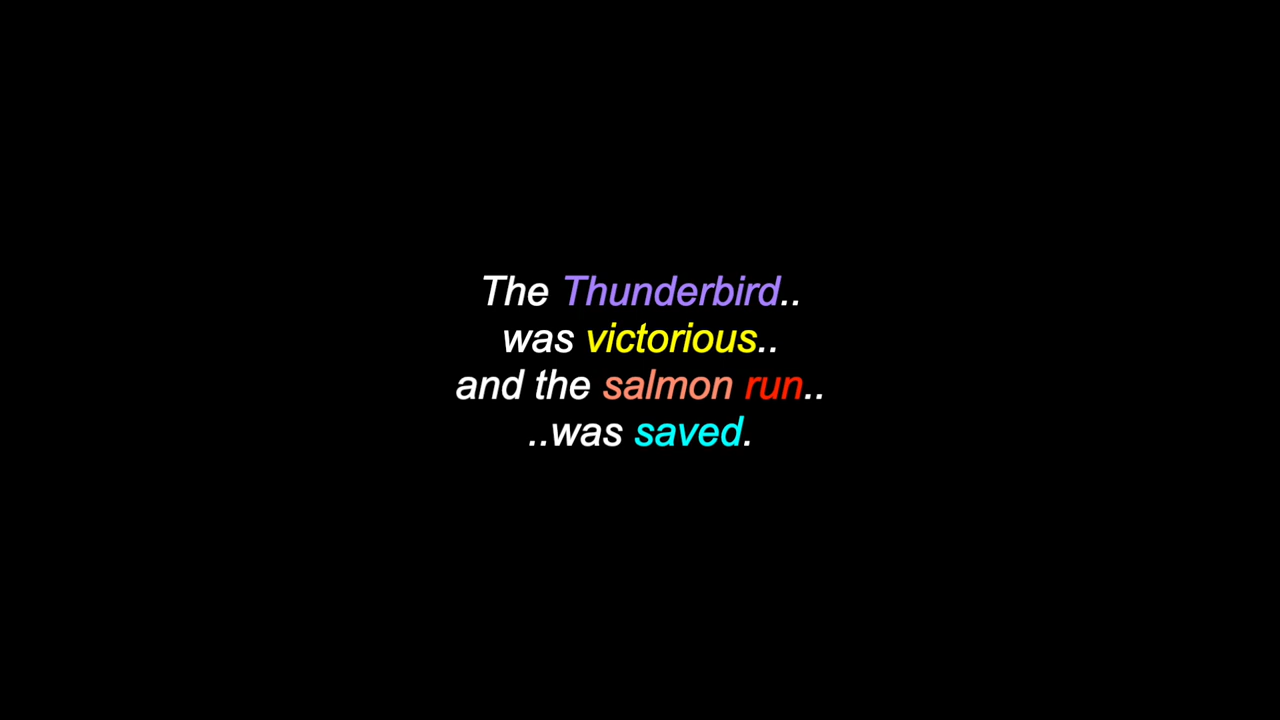 The Thunderbird..
was victorious..
and the salmon run..
..was saved.